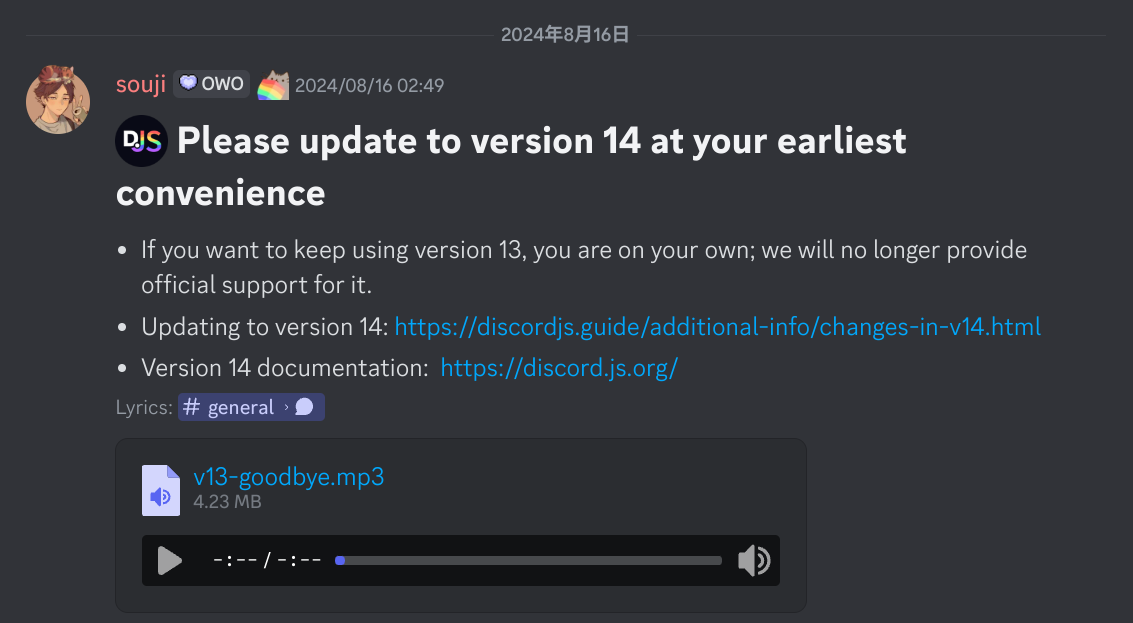 2024年8月16日
souji OWO 2024/08/16 02:49
D.JS Please update to version 14 at your earliest
convenience
• If you want to keep using version 13, you are on your own; we will no longer provide
official support for it.
• Updating to version 14: https://discordjs.guide/additional-info/changes-in-v14.html
• Version 14 documentation: https://discord.js.org/
Lyrics: # general ›
v13-goodbye.mp3
4.23 MB
-:-- / -:--